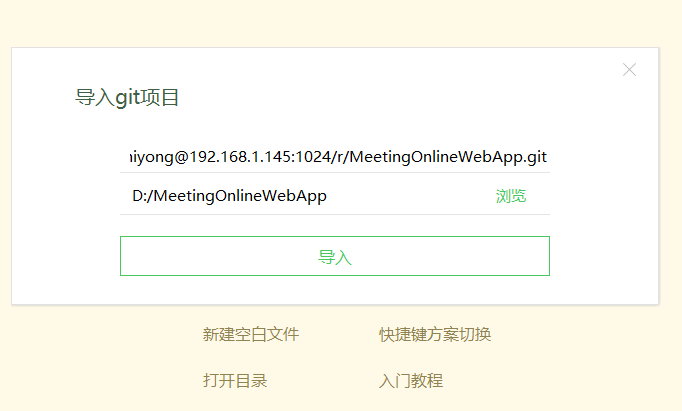 导入git项目
iyong@192.168.1.145:1024/r/MeetingOnlineWebApp.git
D:/MeetingOnlineWebApp 浏览
导入
新建空白文件 快捷键方案切换
打开目录 入门教程